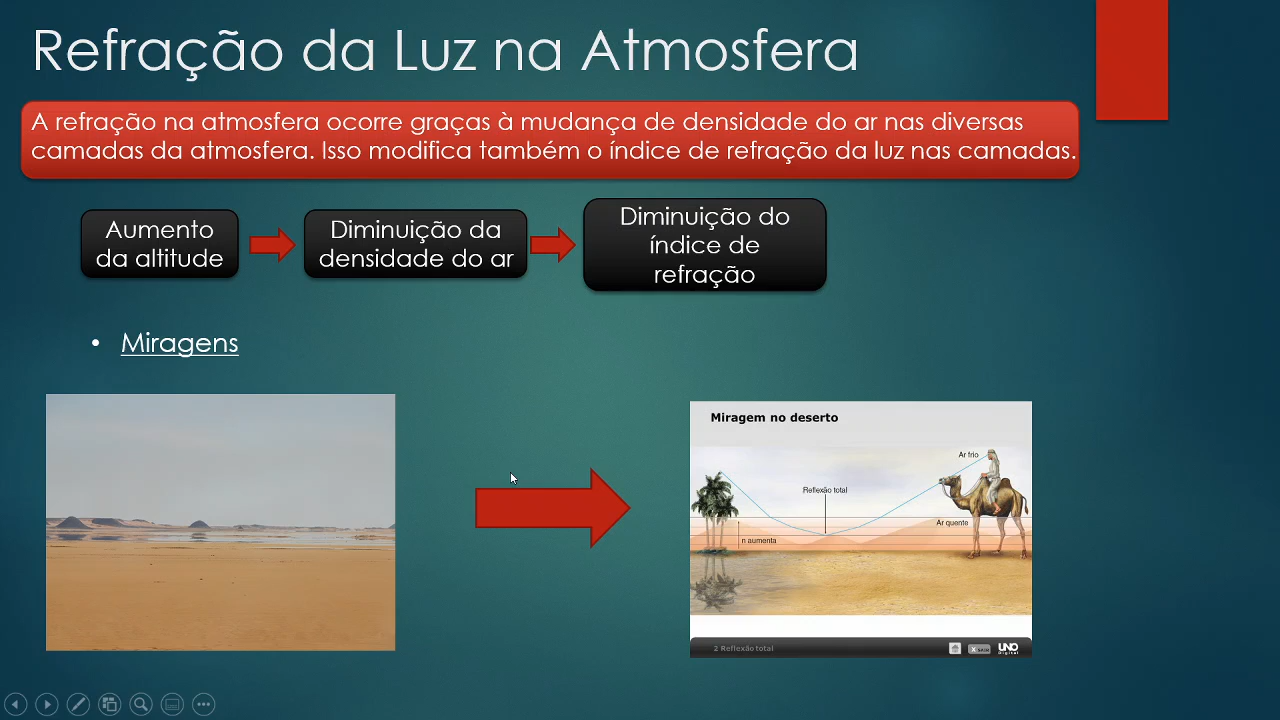 Refração da Luz na Atmosfera
A refração na atmosfera ocorre graças à mudança de densidade do ar nas diversas
camadas da atmosfera. Isso modifica também o índice de refração da luz nas camadas.
Aumento
da altitude
Diminuição da
densidade do ar
Diminuição do
índice de
refração
• Miragens
Miragem no deserto
Ar frio
Reflexão total
Ar quente
n aumenta
2 Reflexão total
X SAIR
UNO
Digital